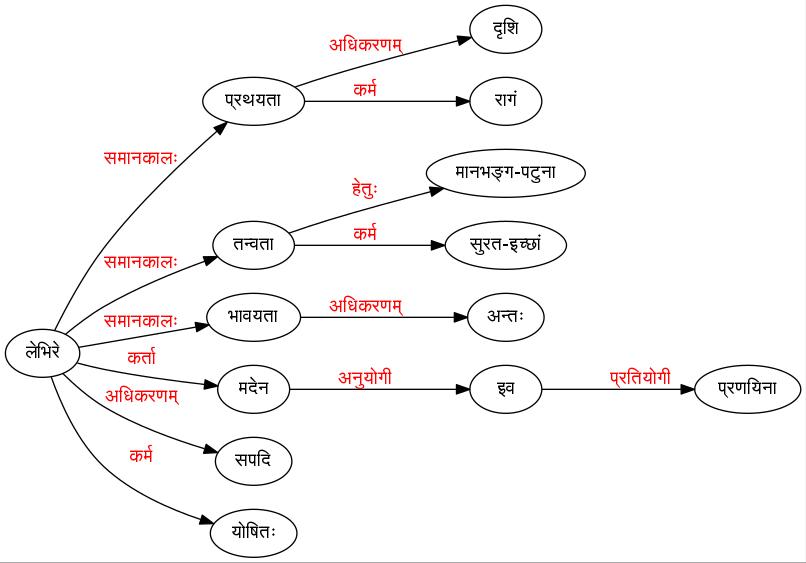 दृशि
अधिकरणम्
प्रथयता कर्म रागं
समानकालः
मानभङ्ग-पटुना
हेतुः
तन्वता कर्म सुरत-इच्छां
समानकालः
समानकालः भावयता अधिकरणम् अन्तः
लेभिरे
कर्ता मदेन अनुयोगी इव प्रतियोगी प्रणयिना
अधिकरणम्
कर्म सपदि
योषितः